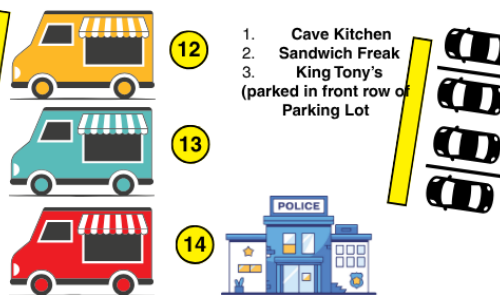 12
1. Cave Kitchen
2. Sandwich Freak
3. King Tony's
(parked in front row of
Parking Lot
13
14
POLICE